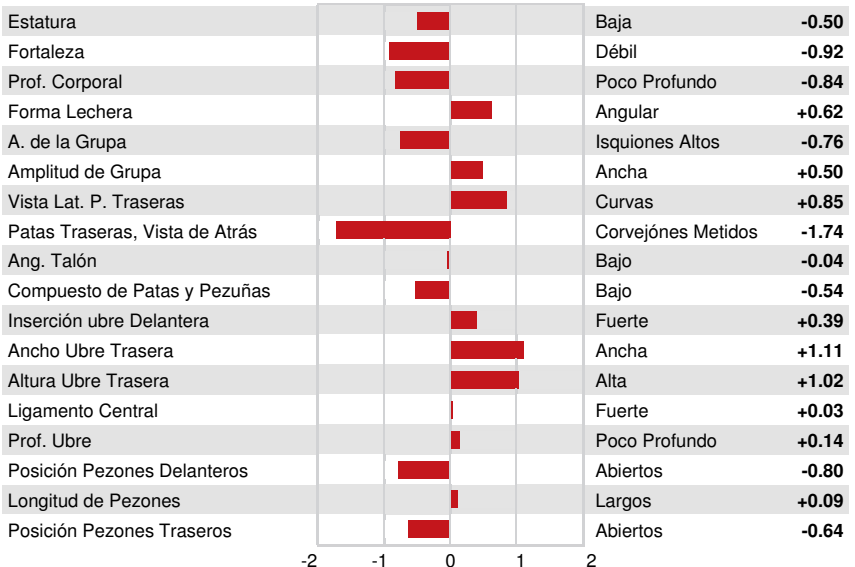 Estatura Baja -0.50
Fortaleza Débil -0.92
Prof. Corporal Poco Profundo -0.84
Forma Lechera Angular +0.62
A. de la Grupa Isquiones Altos -0.76
Amplitud de Grupa Ancha +0.50
Vista Lat. P. Traseras Curvas +0.85
Patas Traseras, Vista de Atrás Corvejónes Metidos -1.74
Ang. Talón Bajo -0.04
Compuesto de Patas y Pezuñas Bajo -0.54
Inserción ubre Delantera Fuerte +0.39
Ancho Ubre Trasera Ancha +1.11
Altura Ubre Trasera Alta +1.02
Ligamento Central Fuerte +0.03
Prof. Ubre Poco Profundo +0.14
Posición Pezones Delanteros Abiertos -0.80
Longitud de Pezones Largos +0.09
Posición Pezones Traseros Abiertos -0.64
-2 -1 0 1 2